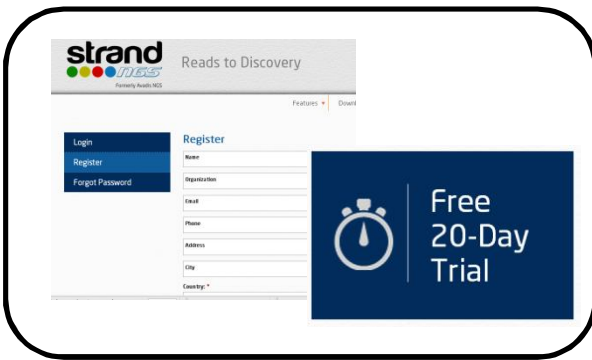 strand
NGS
Formerly Avadis NGS
Reads to Discovery
Features
Downl
Login
Register
Forgot Password
Register
Name
Organization
Email
Phone
Address
City
Country: *
Free
20-Day
Trial